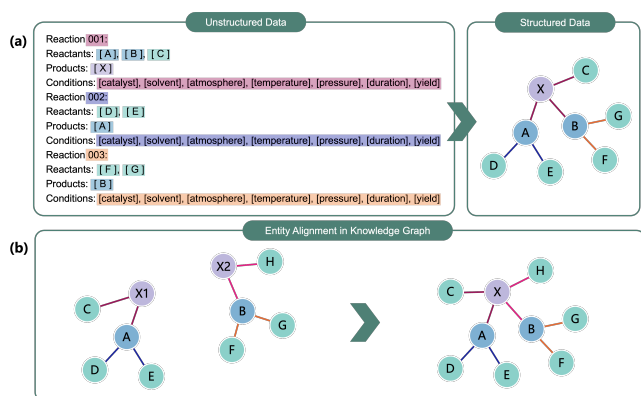 (a)
Unstructured Data
Reaction 001:
Reactants: [ A ], [ B ], [ C ]
Products: [ X ]
Conditions: [catalyst], [solvent], [atmosphere], [temperature], [pressure], [duration], [yield]
Reaction 002:
Reactants: [ D ], [ E ]
Products: [ A ]
Conditions: [catalyst], [solvent], [atmosphere], [temperature], [pressure], [duration], [yield]
Reaction 003:
Reactants: [ F ], [ G ]
Products: [ B ]
Conditions: [catalyst], [solvent], [atmosphere], [temperature], [pressure], [duration], [yield]
Structured Data
C
X
G
A
B
D
E
F
(b)
Entity Alignment in Knowledge Graph
X1
C
A
D
E
X2
H
B
G
F
C
X
H
A
B
G
D
E
F